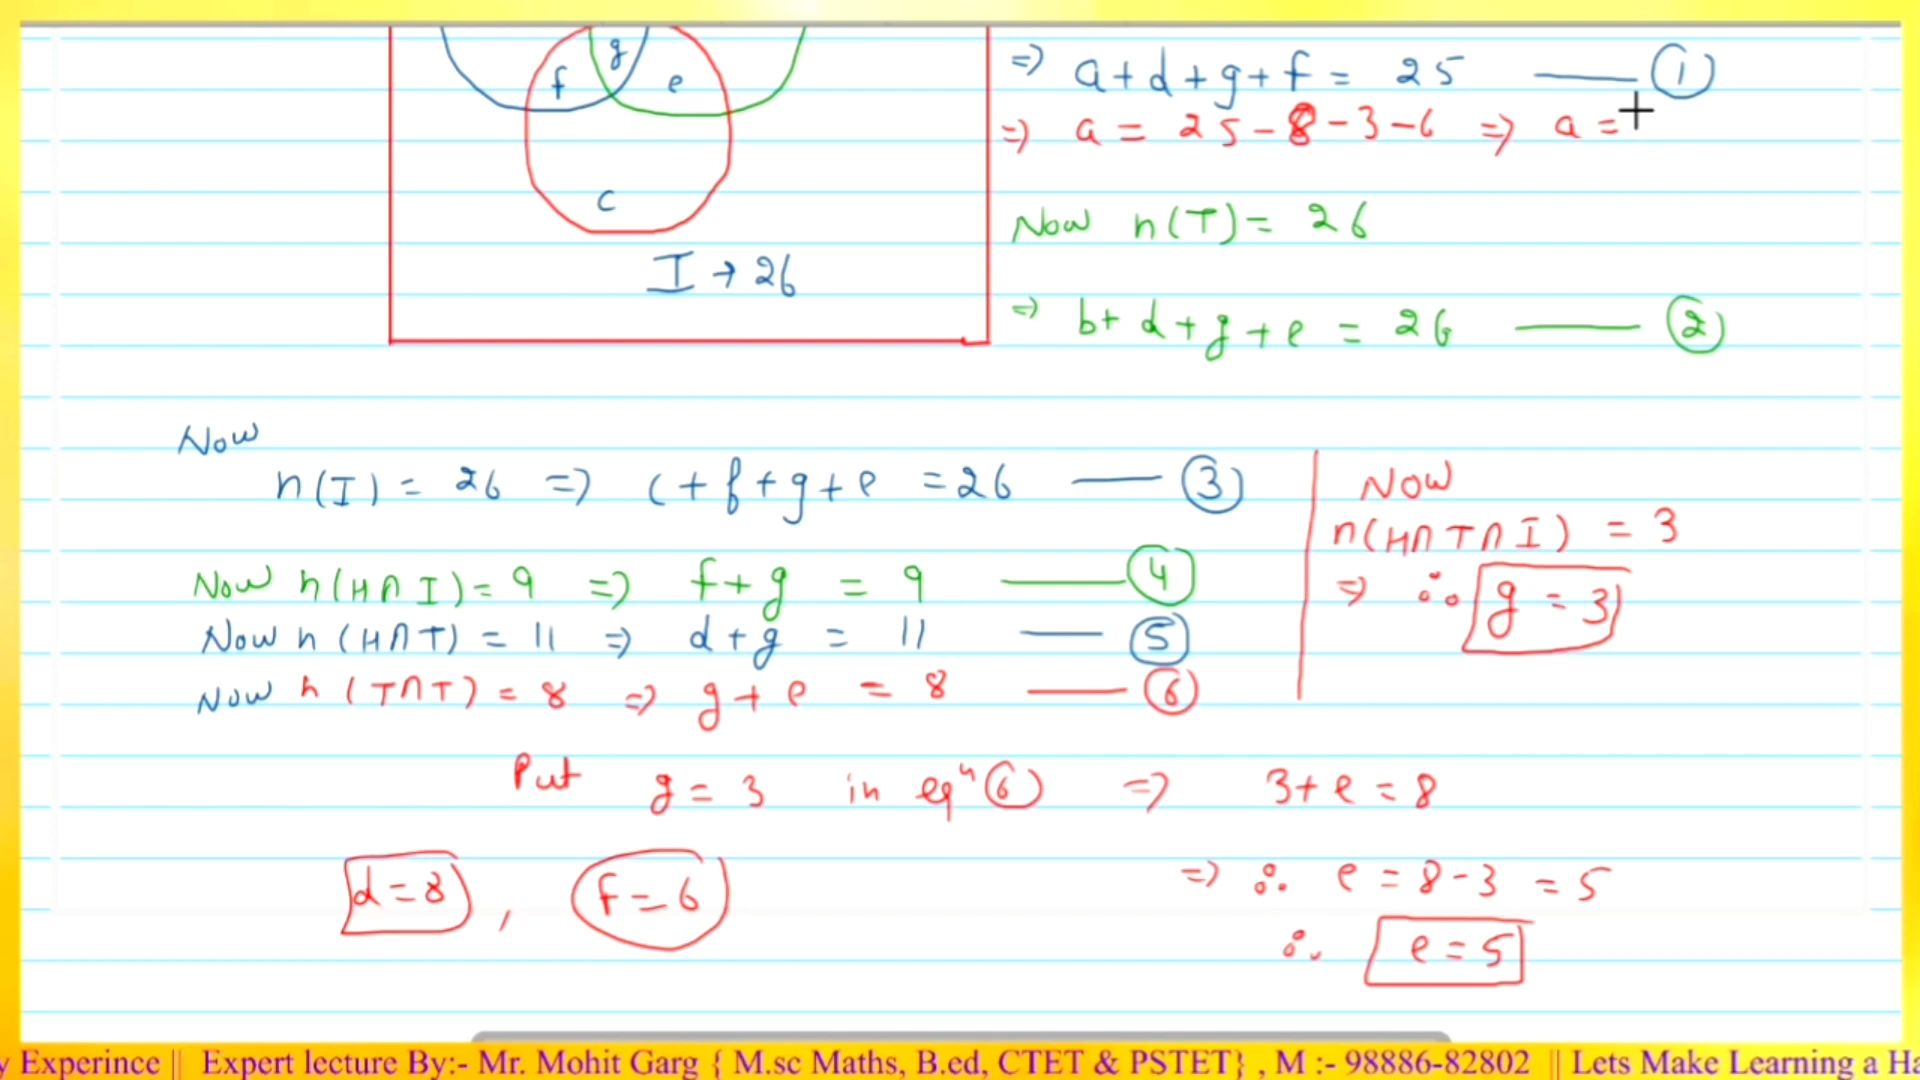 g
f
e
c
I → 26
⇒ a + d + g + f = 25 —— ①
⇒ a = 25 - 8 - 3 - 6 ⇒ a =
Now n(T) = 26
⇒ b + d + g + e = 26 —— ②
Now
n(I) = 26 ⇒ c + f + g + e = 26 —— ③
Now n(H∩I) = 9 ⇒ f + g = 9 —— ④
Now n(H∩T) = 11 ⇒ d + g = 11 —— ⑤
Now n(T∩T) = 8 ⇒ g + e = 8 —— ⑥
Now
n(H∩T∩I) = 3
⇒ ∴ g = 3
Put g = 3 in eqⁿ ⑥ ⇒ 3 + e = 8
d = 8 , f = 6
⇒ ∴ e = 8 - 3 = 5
∴ e = 5
y Experince || Expert lecture By:- Mr. Mohit Garg { M.sc Maths, B.ed, CTET & PSTET} , M :- 98886-82802 || Lets Make Learning a Ha